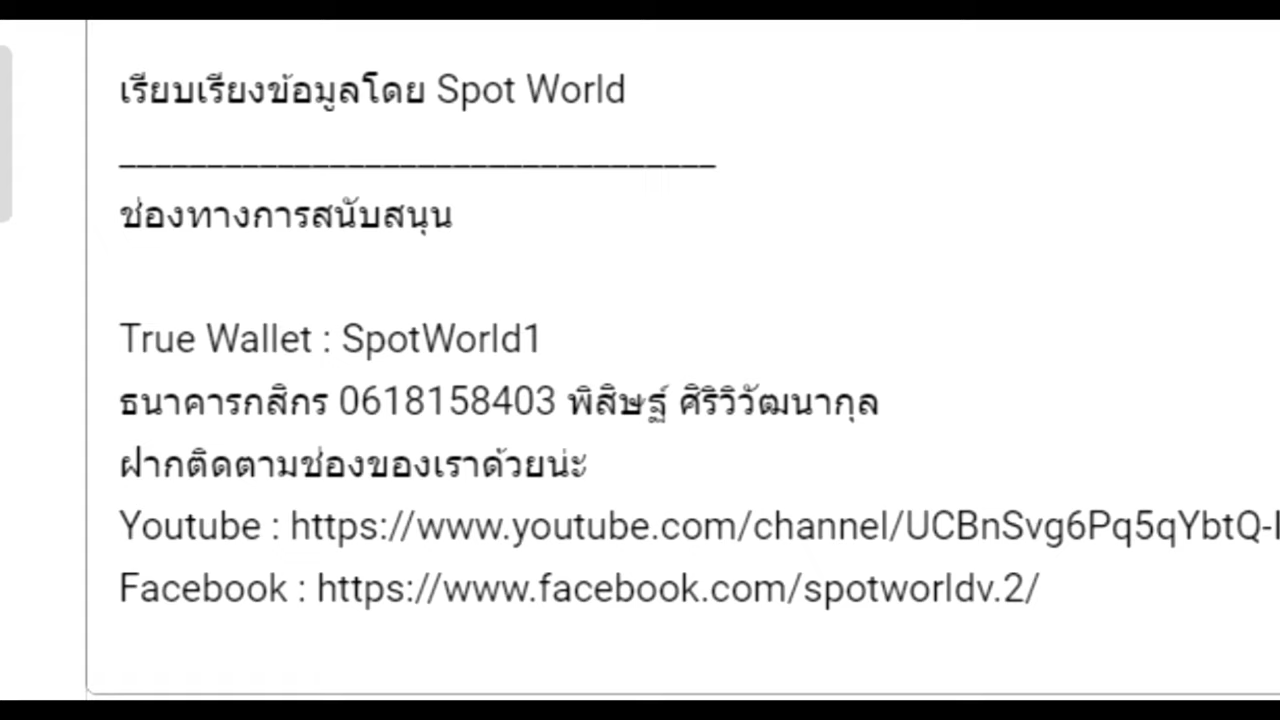 เรียบเรียงข้อมูลโดย Spot World
__________________________________
ช่องทางการสนับสนุน
True Wallet : SpotWorld1
ธนาคารกสิกร 0618158403 พิสิษฐ์ ศิริวิวัฒนากุล
ฝากติดตามช่องของเราด้วยน่ะ
Youtube : https://www.youtube.com/channel/UCBnSvg6Pq5qYbtQ-
Facebook : https://www.facebook.com/spotworldv.2/